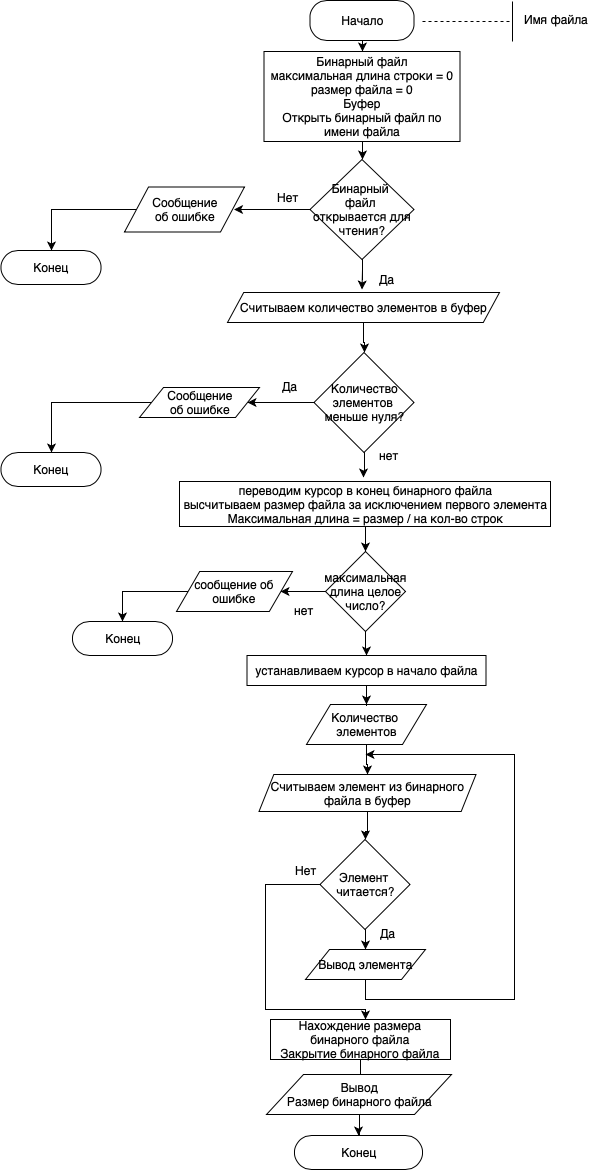 Начало
Имя файла
Бинарный файл
максимальная длина строки = 0
размер файла = 0
Буфер
Открыть бинарный файл по
имени файла
Бинарный
файл
открывается для
чтения?
Нет
Сообщение
об ошибке
Конец
Да
Считываем количество элементов в буфер
Количество
элементов
меньше нуля?
Да
Сообщение
об ошибке
Конец
нет
переводим курсор в конец бинарного файла
высчитываем размер файла за исключением первого элемента
Максимальная длина = размер / на кол-во строк
максимальная
длина целое
число?
нет
сообщение об
ошибке
Конец
устанавливаем курсор в начало файла
Количество
элементов
Считываем элемент из бинарного
файла в буфер
Элемент
читается?
Нет
Да
Вывод элемента
Нахождение размера
бинарного файла
Закрытие бинарного файла
Вывод
Размер бинарного файла
Конец